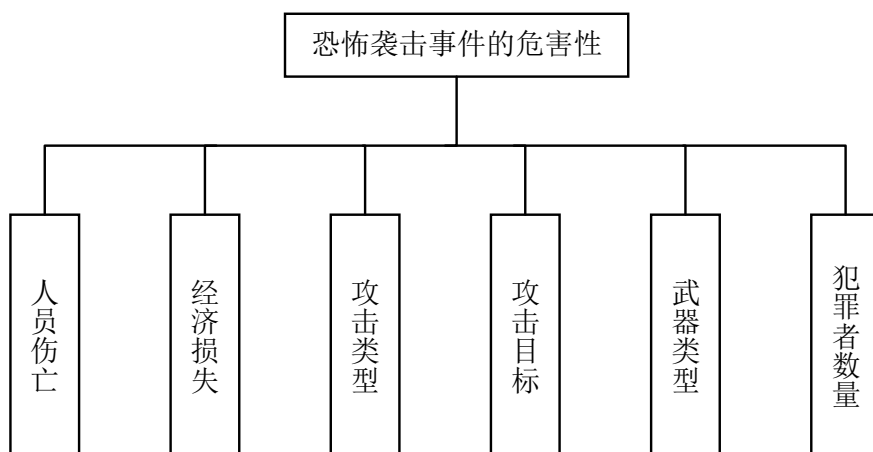 恐怖袭击事件的危害性
人员伤亡
经济损失
攻击类型
攻击目标
武器类型
犯罪者数量